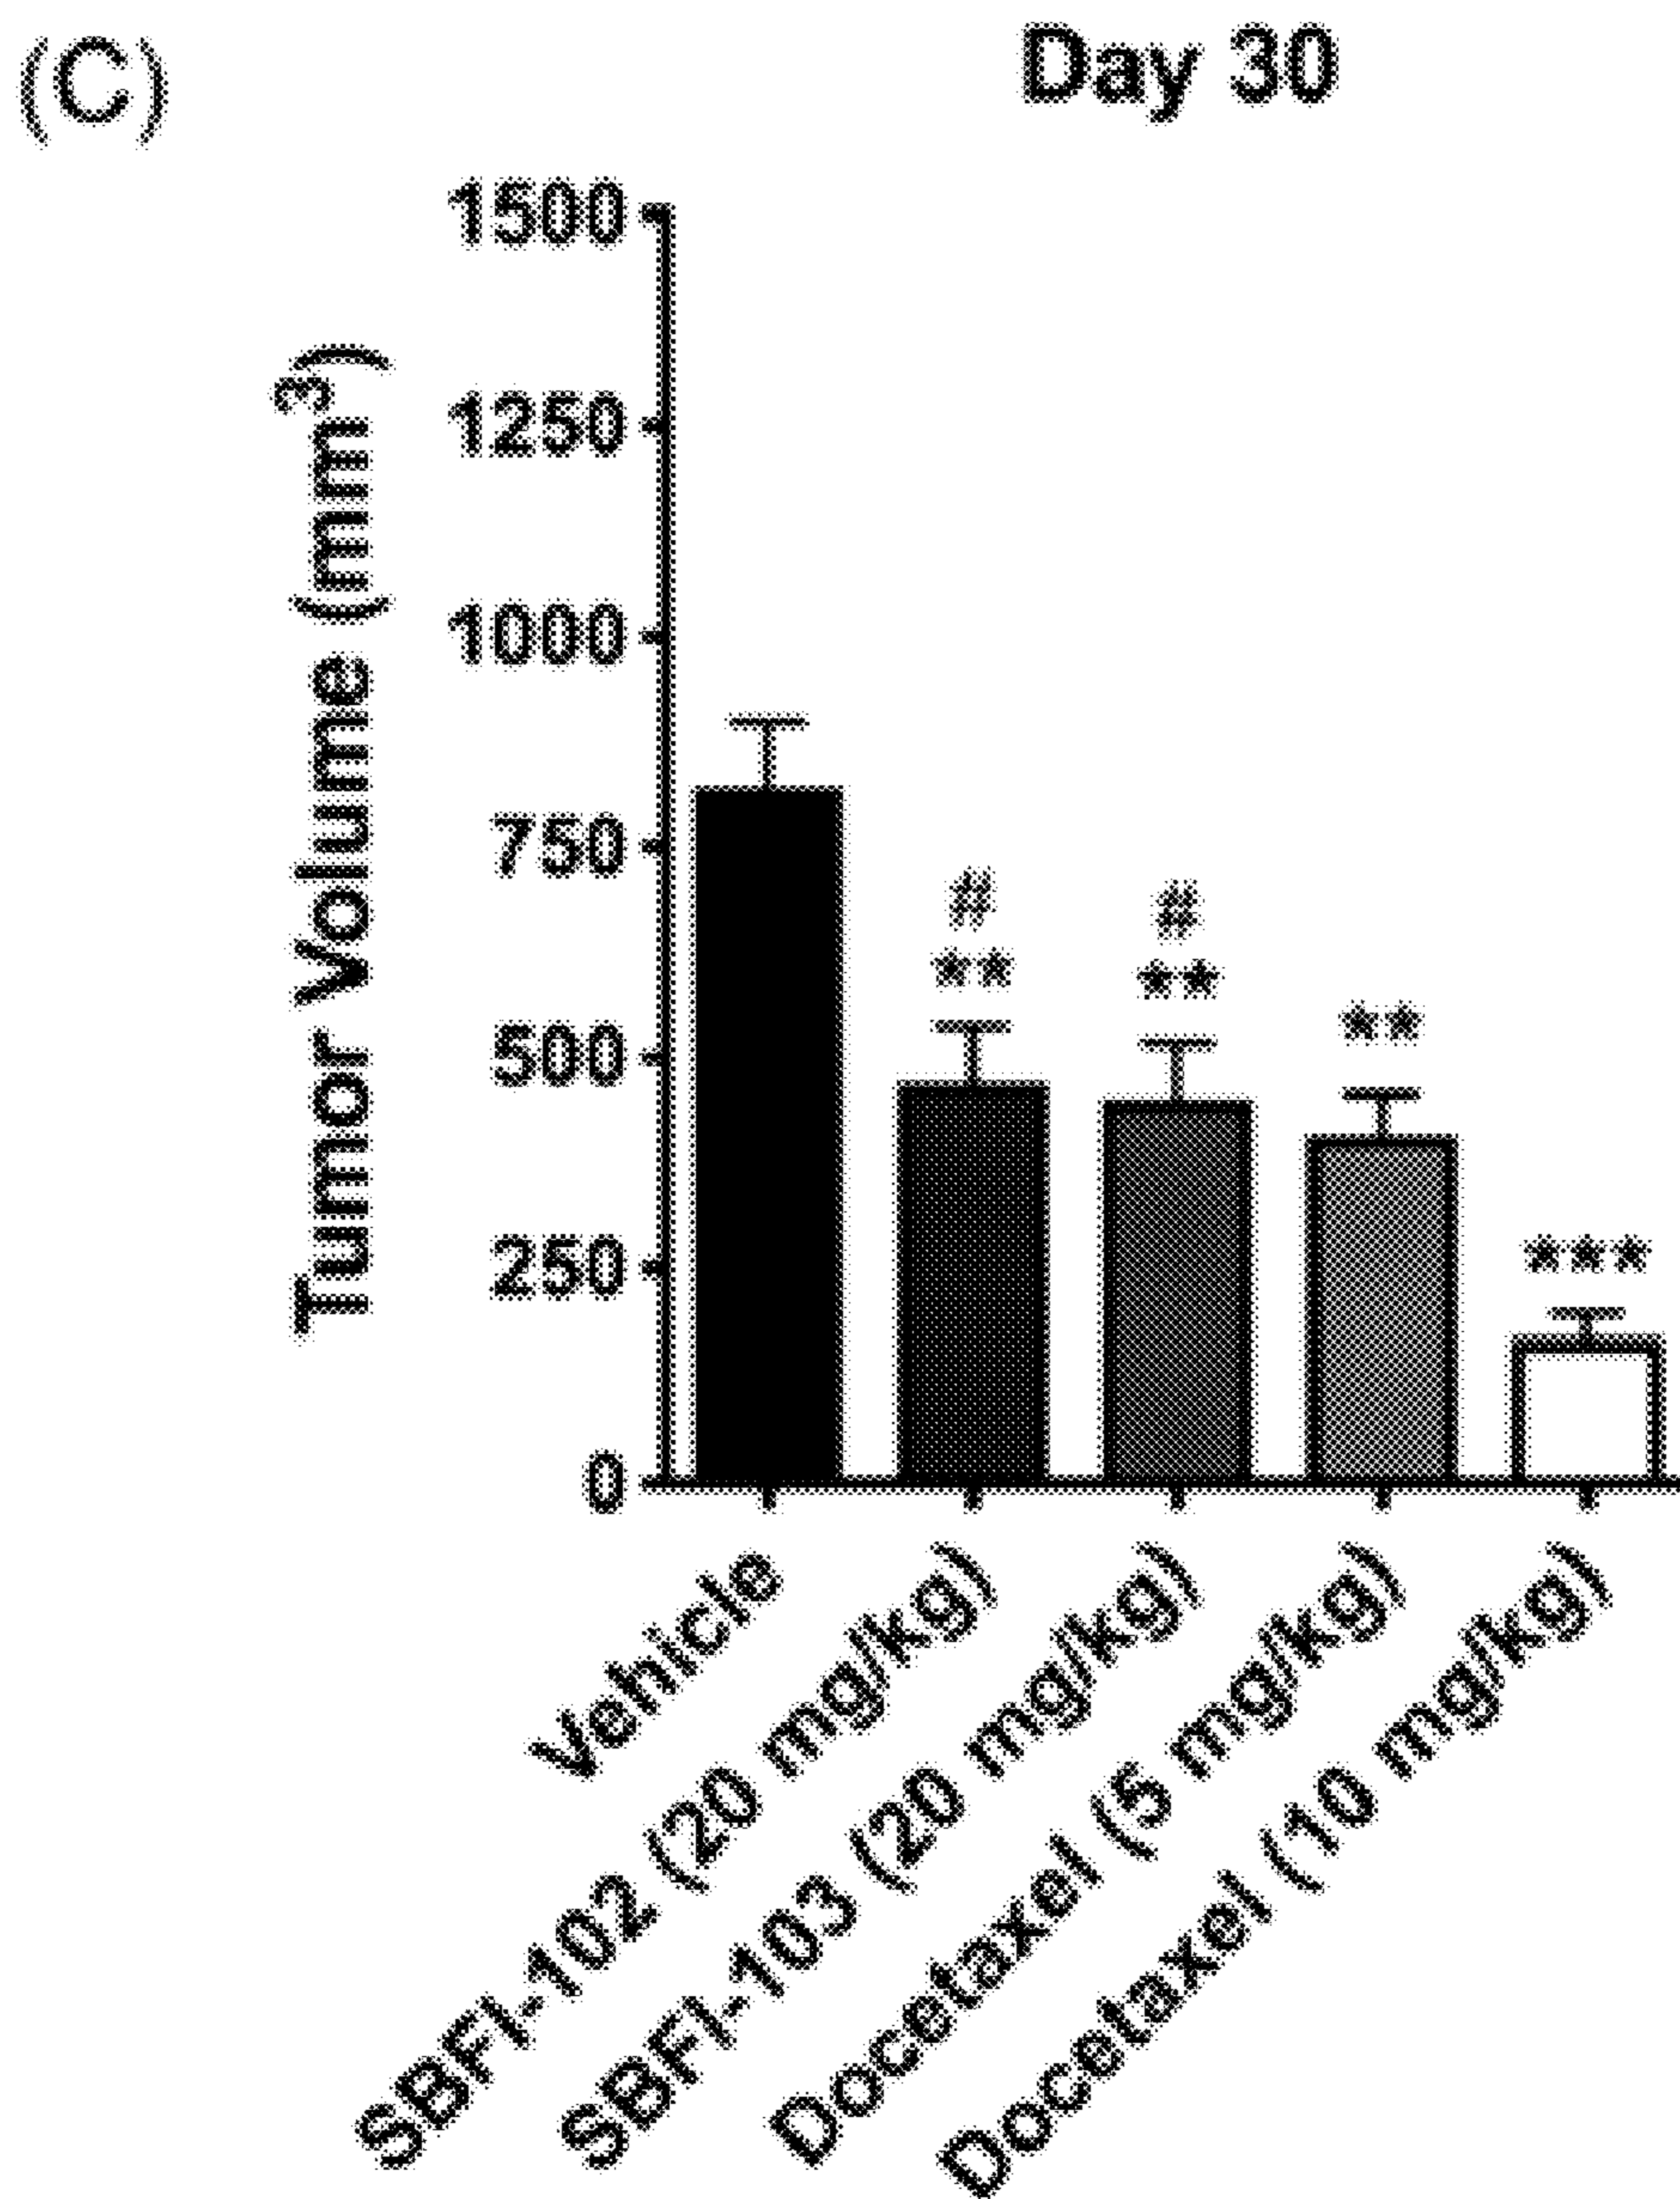 (C)
Day 30
Tumor Volume (mm³)
1500
1250
1000
750
500
250
0
#
**
#
**
**
***
Vehicle
SBFI-102 (20 mg/kg)
SBFI-103 (20 mg/kg)
Docetaxel (5 mg/kg)
Docetaxel (10 mg/kg)